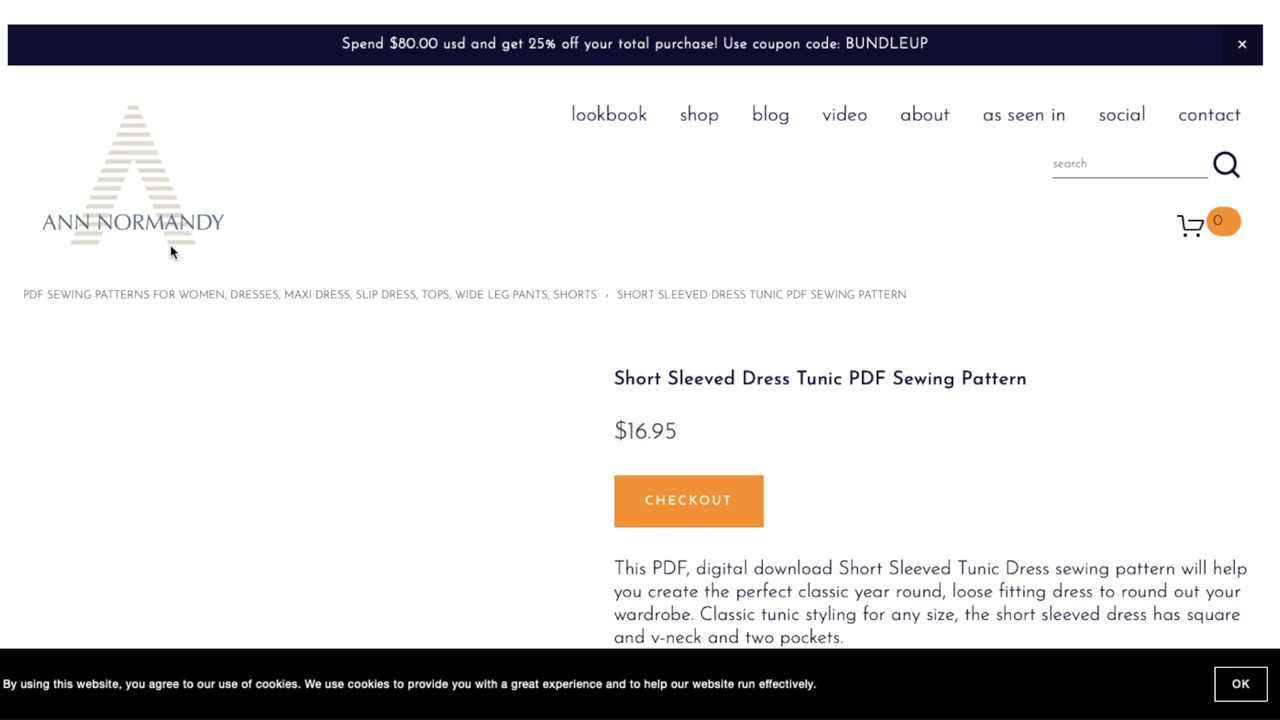 Spend $80.00 usd and get 25% off your total purchase! Use coupon code: BUNDLEUP
×
lookbook shop blog video about as seen in social contact
search
ANN NORMANDY
0
PDF SEWING PATTERNS FOR WOMEN, DRESSES, MAXI DRESS, SLIP DRESS, TOPS, WIDE LEG PANTS, SHORTS › SHORT SLEEVED DRESS TUNIC PDF SEWING PATTERN
Short Sleeved Dress Tunic PDF Sewing Pattern
$16.95
CHECKOUT
This PDF, digital download Short Sleeved Tunic Dress sewing pattern will help
you create the perfect classic year round, loose fitting dress to round out your
wardrobe. Classic tunic styling for any size, the short sleeved dress has square
and v-neck and two pockets.
By using this website, you agree to our use of cookies. We use cookies to provide you with a great experience and to help our website run effectively.
OK